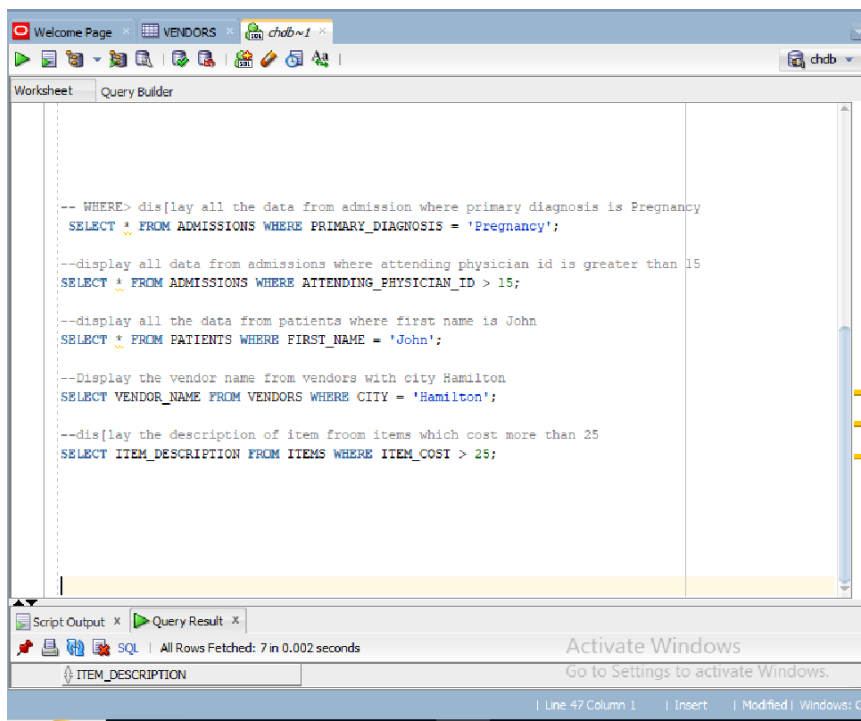 Welcome Page × VENDORS × chdb~1 ×
chdb
Worksheet Query Builder
-- WHERE> dis[lay all the data from admission where primary diagnosis is Pregnancy
SELECT * FROM ADMISSIONS WHERE PRIMARY_DIAGNOSIS = 'Pregnancy';
--display all data from admissions where attending physician id is greater than 15
SELECT * FROM ADMISSIONS WHERE ATTENDING_PHYSICIAN_ID > 15;
--display all the data from patients where first name is John
SELECT * FROM PATIENTS WHERE FIRST_NAME = 'John';
--Display the vendor name from vendors with city Hamilton
SELECT VENDOR_NAME FROM VENDORS WHERE CITY = 'Hamilton';
--dis[lay the description of item froom items which cost more than 25
SELECT ITEM_DESCRIPTION FROM ITEMS WHERE ITEM_COST > 25;
Script Output × Query Result ×
SQL | All Rows Fetched: 7 in 0.002 seconds
Activate Windows
ITEM_DESCRIPTION
Go to Settings to activate Windows.
| Line 47 Column 1 | Insert | Modified | Windows: C